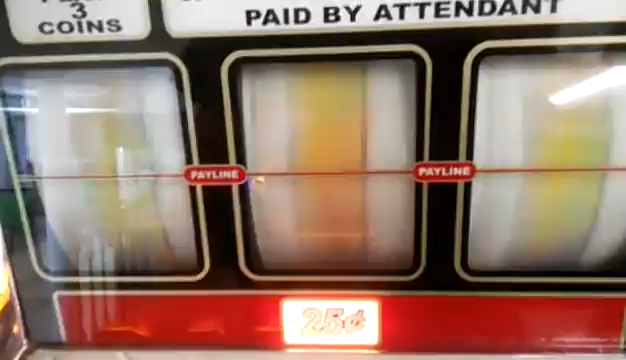 3
COINS
PAID BY ATTENDANT
PAYLINE
PAYLINE
25¢